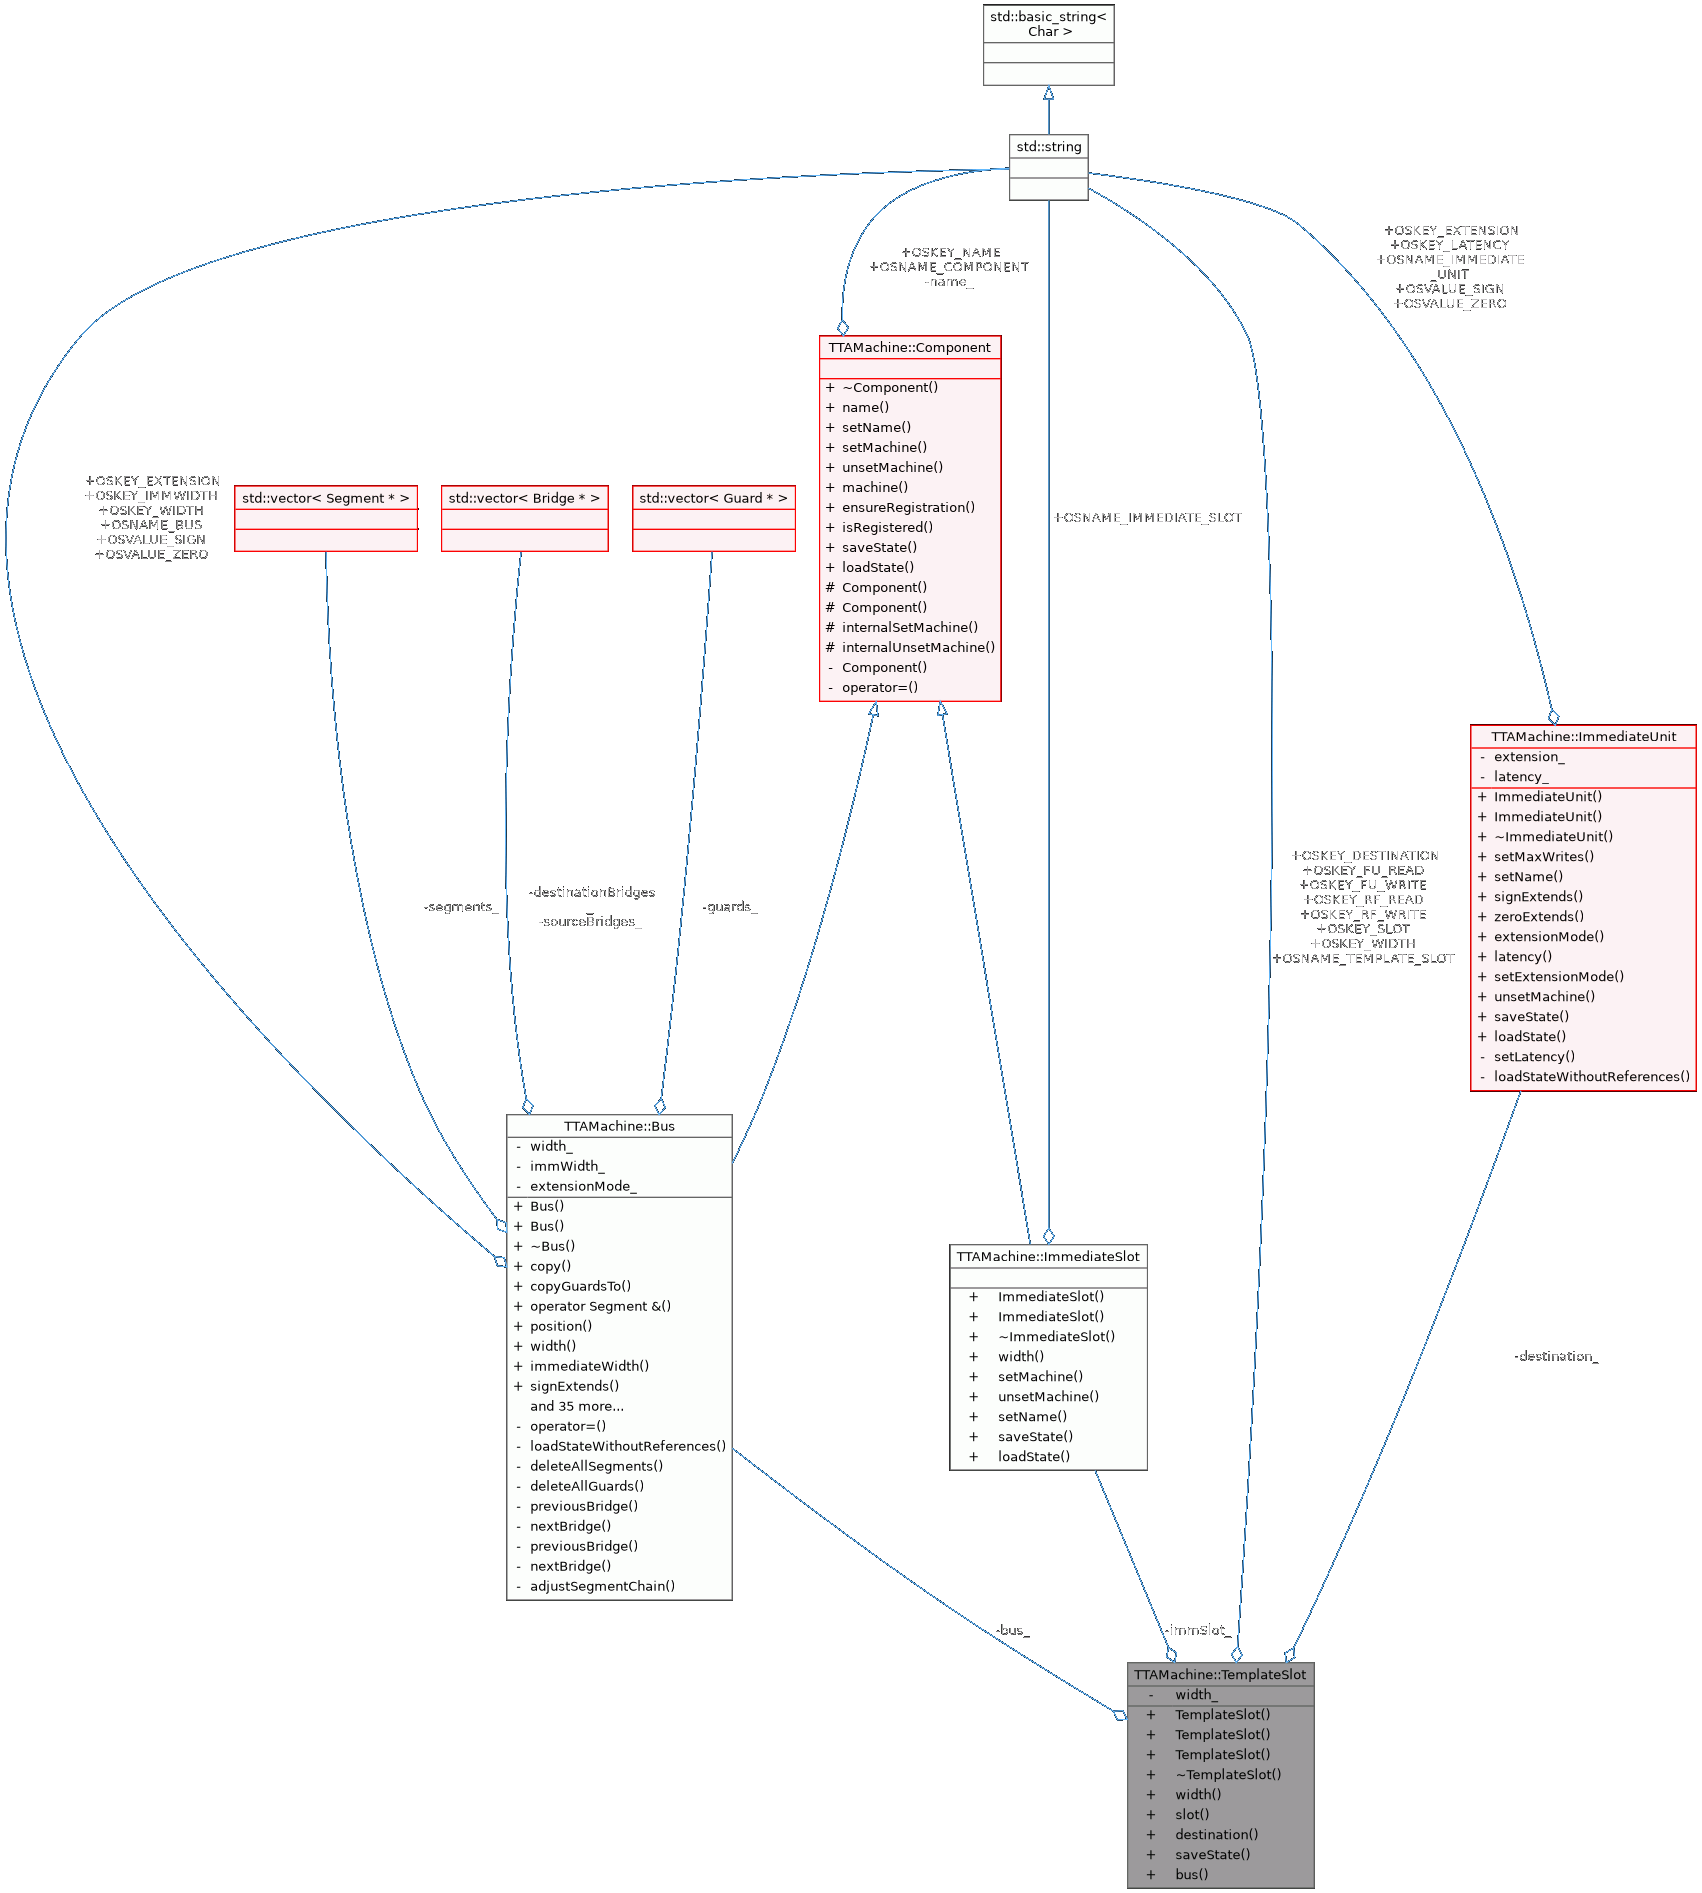 std::basic_string<
Char >
std::string
+OSKEY_NAME
+OSNAME_COMPONENT
-name_
+OSKEY_EXTENSION
+OSKEY_LATENCY
+OSNAME_IMMEDIATE
_UNIT
+OSVALUE_SIGN
+OSVALUE_ZERO
TTAMachine::Component
+ ~Component()
+ name()
+ setName()
+ setMachine()
+ unsetMachine()
+ machine()
+ ensureRegistration()
+ isRegistered()
+ saveState()
+ loadState()
# Component()
# Component()
# internalSetMachine()
# internalUnsetMachine()
- Component()
- operator=()
+OSKEY_EXTENSION
+OSKEY_IMMWIDTH
+OSKEY_WIDTH
+OSNAME_BUS
+OSVALUE_SIGN
+OSVALUE_ZERO
std::vector< Segment * >
std::vector< Bridge * >
std::vector< Guard * >
+OSNAME_IMMEDIATE_SLOT
TTAMachine::ImmediateUnit
- extension_
- latency_
+ ImmediateUnit()
+ ImmediateUnit()
+ ~ImmediateUnit()
+ setMaxWrites()
+ setName()
+ signExtends()
+ zeroExtends()
+ extensionMode()
+ latency()
+ setExtensionMode()
+ unsetMachine()
+ saveState()
+ loadState()
- setLatency()
- loadStateWithoutReferences()
-segments_
-destinationBridges
_
-sourceBridges_
-guards_
+OSKEY_DESTINATION
+OSKEY_FU_READ
+OSKEY_FU_WRITE
+OSKEY_RF_READ
+OSKEY_RF_WRITE
+OSKEY_SLOT
+OSKEY_WIDTH
+OSNAME_TEMPLATE_SLOT
TTAMachine::Bus
- width_
- immWidth_
- extensionMode_
+ Bus()
+ Bus()
+ ~Bus()
+ copy()
+ copyGuardsTo()
+ operator Segment &()
+ position()
+ width()
+ immediateWidth()
+ signExtends()
and 35 more...
- operator=()
- loadStateWithoutReferences()
- deleteAllSegments()
- deleteAllGuards()
- previousBridge()
- nextBridge()
- previousBridge()
- nextBridge()
- adjustSegmentChain()
TTAMachine::ImmediateSlot
+ ImmediateSlot()
+ ImmediateSlot()
+ ~ImmediateSlot()
+ width()
+ setMachine()
+ unsetMachine()
+ setName()
+ saveState()
+ loadState()
-destination_
-bus_
-immSlot_
TTAMachine::TemplateSlot
- width_
+ TemplateSlot()
+ TemplateSlot()
+ TemplateSlot()
+ ~TemplateSlot()
+ width()
+ slot()
+ destination()
+ saveState()
+ bus()